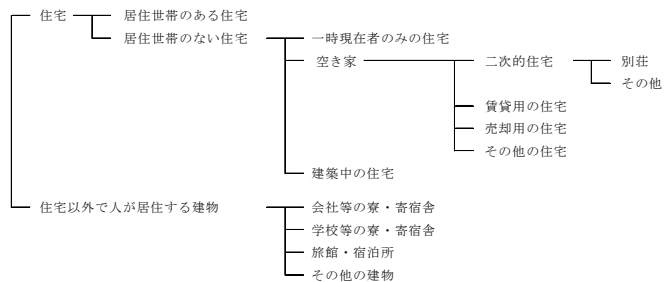 住宅 居住世帯のある住宅
居住世帯のない住宅 一時現在者のみの住宅
空き家 二次的住宅 別荘
その他
賃貸用の住宅
売却用の住宅
その他の住宅
建築中の住宅
住宅以外で人が居住する建物 会社等の寮・寄宿舎
学校等の寮・寄宿舎
旅館・宿泊所
その他の建物